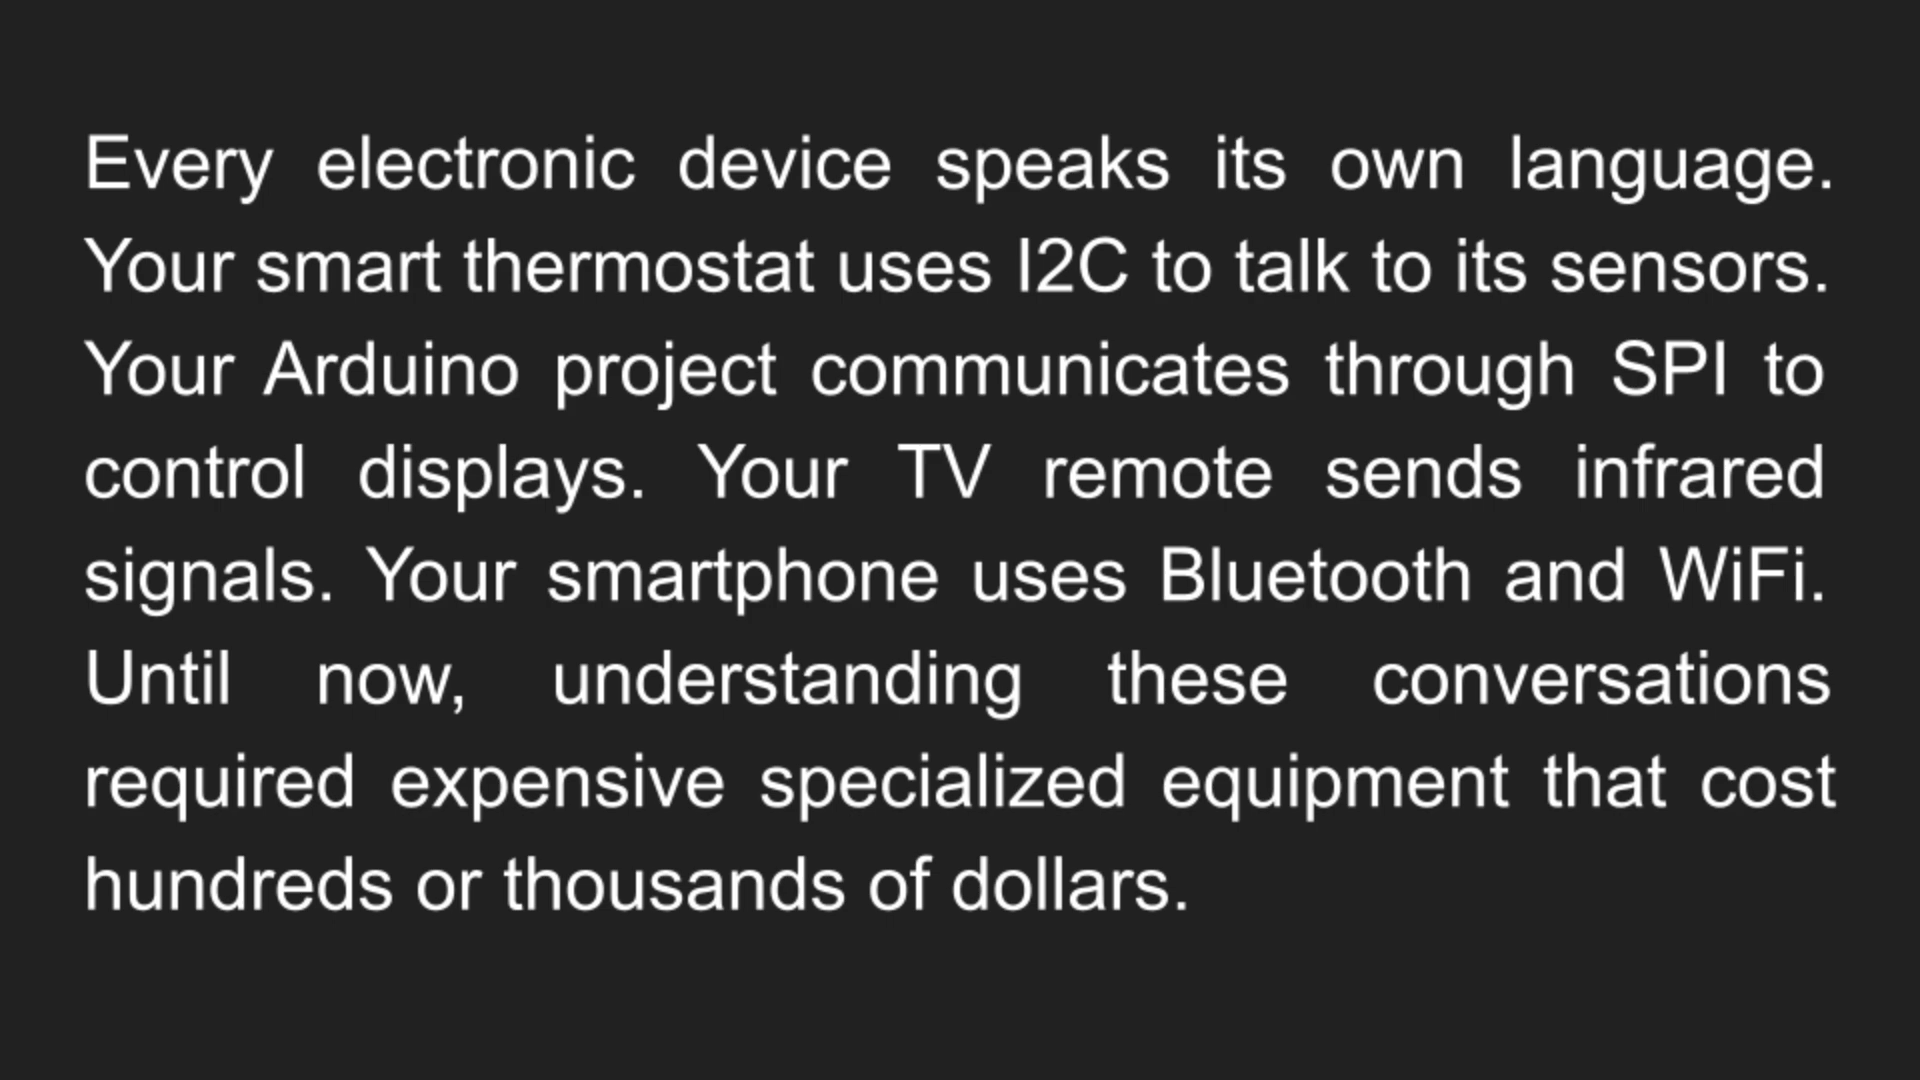 Every electronic device speaks its own language.
Your smart thermostat uses I2C to talk to its sensors.
Your Arduino project communicates through SPI to
control displays. Your TV remote sends infrared
signals. Your smartphone uses Bluetooth and WiFi.
Until now, understanding these conversations
required expensive specialized equipment that cost
hundreds or thousands of dollars.